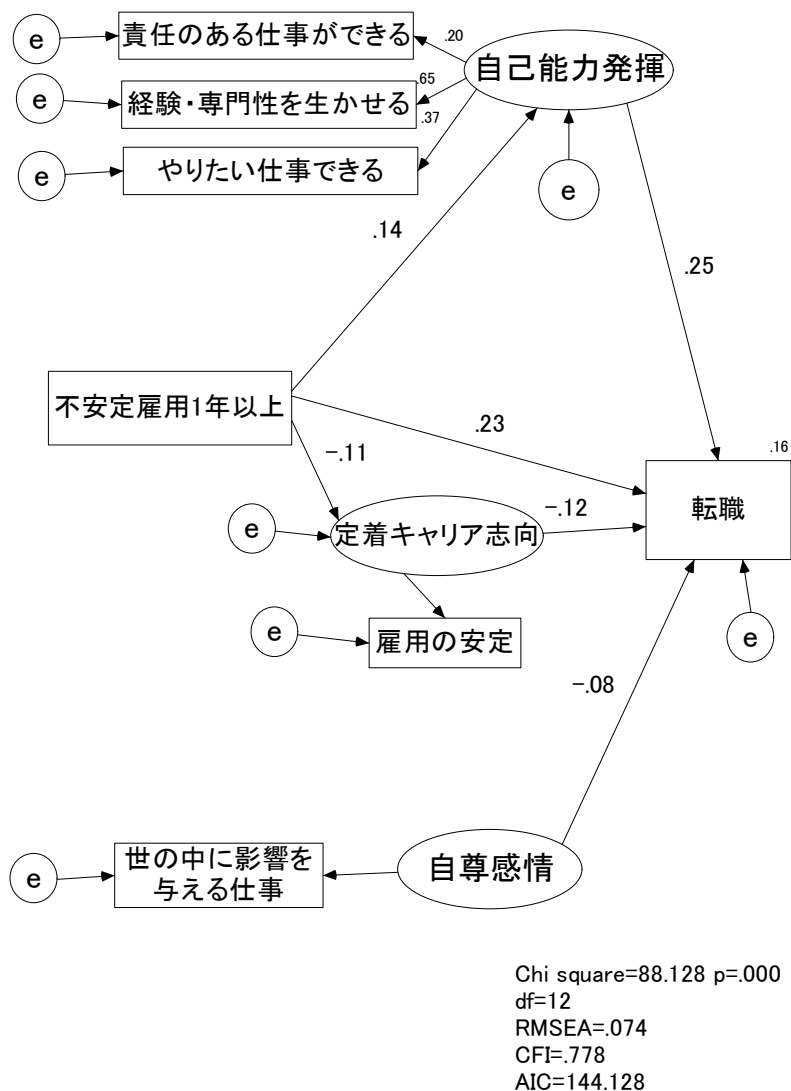 e
責任のある仕事ができる
.20
自己能力発揮
e
経験・専門性を生かせる
.65
.37
e
やりたい仕事できる
e
.14
.25
不安定雇用1年以上
.23
-.11
.16
転職
-.12
e
定着キャリア志向
e
雇用の安定
e
-.08
世の中に影響を
与える仕事
e
自尊感情
Chi square=88.128 p=.000
df=12
RMSEA=.074
CFI=.778
AIC=144.128